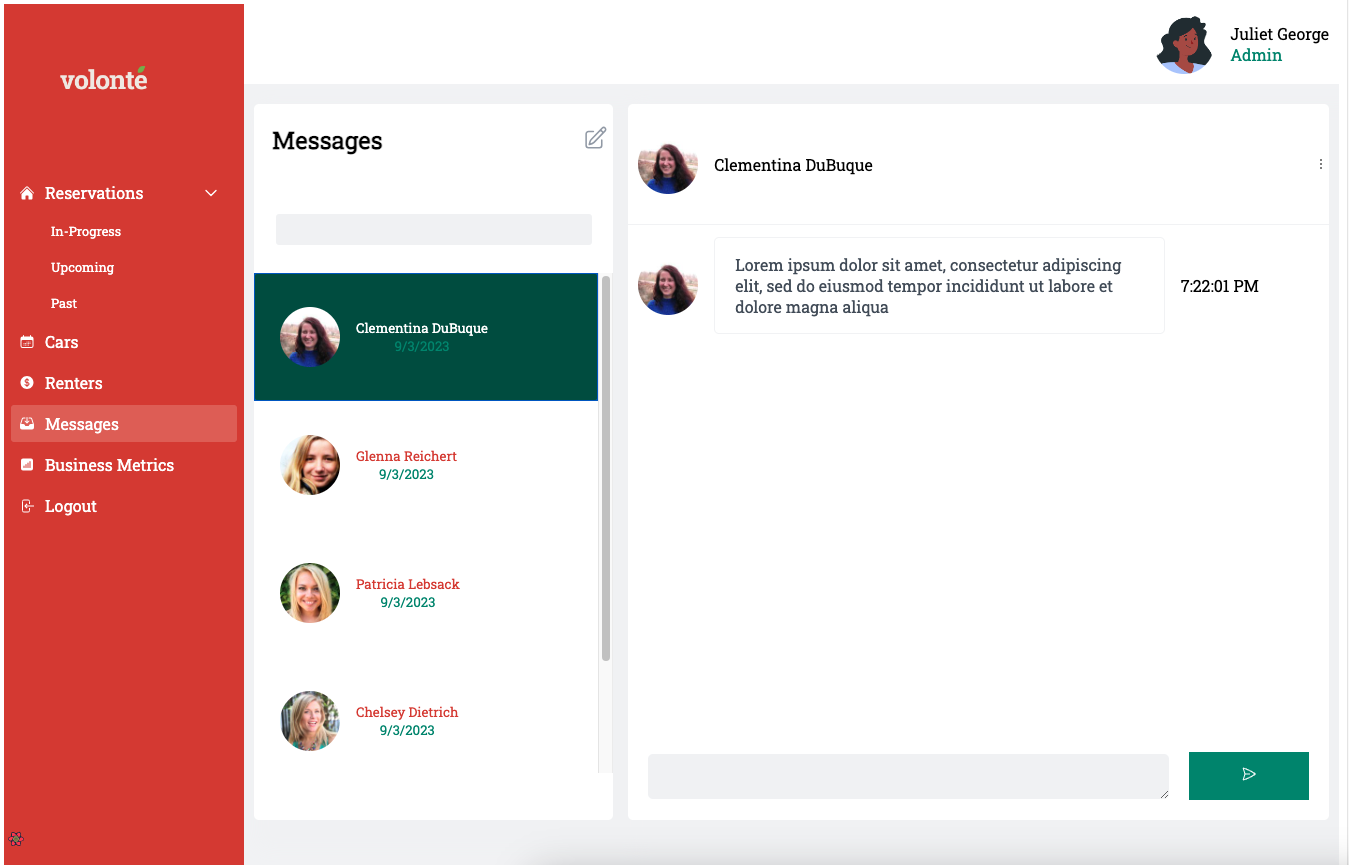 volonté
Juliet George
Admin
Reservations
In-Progress
Upcoming
Past
Cars
Renters
Messages
Business Metrics
Logout
Messages
Clementina DuBuque
9/3/2023
Glenna Reichert
9/3/2023
Patricia Lebsack
9/3/2023
Chelsey Dietrich
9/3/2023
Clementina DuBuque
Lorem ipsum dolor sit amet, consectetur adipiscing
elit, sed do eiusmod tempor incididunt ut labore et
dolore magna aliqua
7:22:01 PM